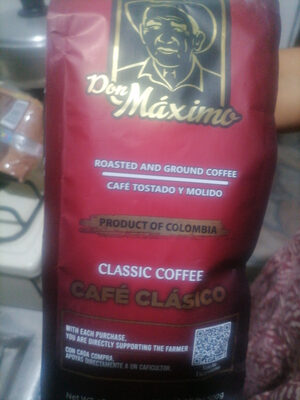 Don
Máximo
ROASTED AND GROUND COFFEE
CAFÉ TOSTADO Y MOLIDO
PRODUCT OF COLOMBIA
CLASSIC COFFEE
CAFÉ CLÁSICO
WITH EACH PURCHASE,
YOU ARE DIRECTLY SUPPORTING THE FARMER
CON CADA COMPRA,
APOYAS DIRECTAMENTE A UN CAFICULTOR.